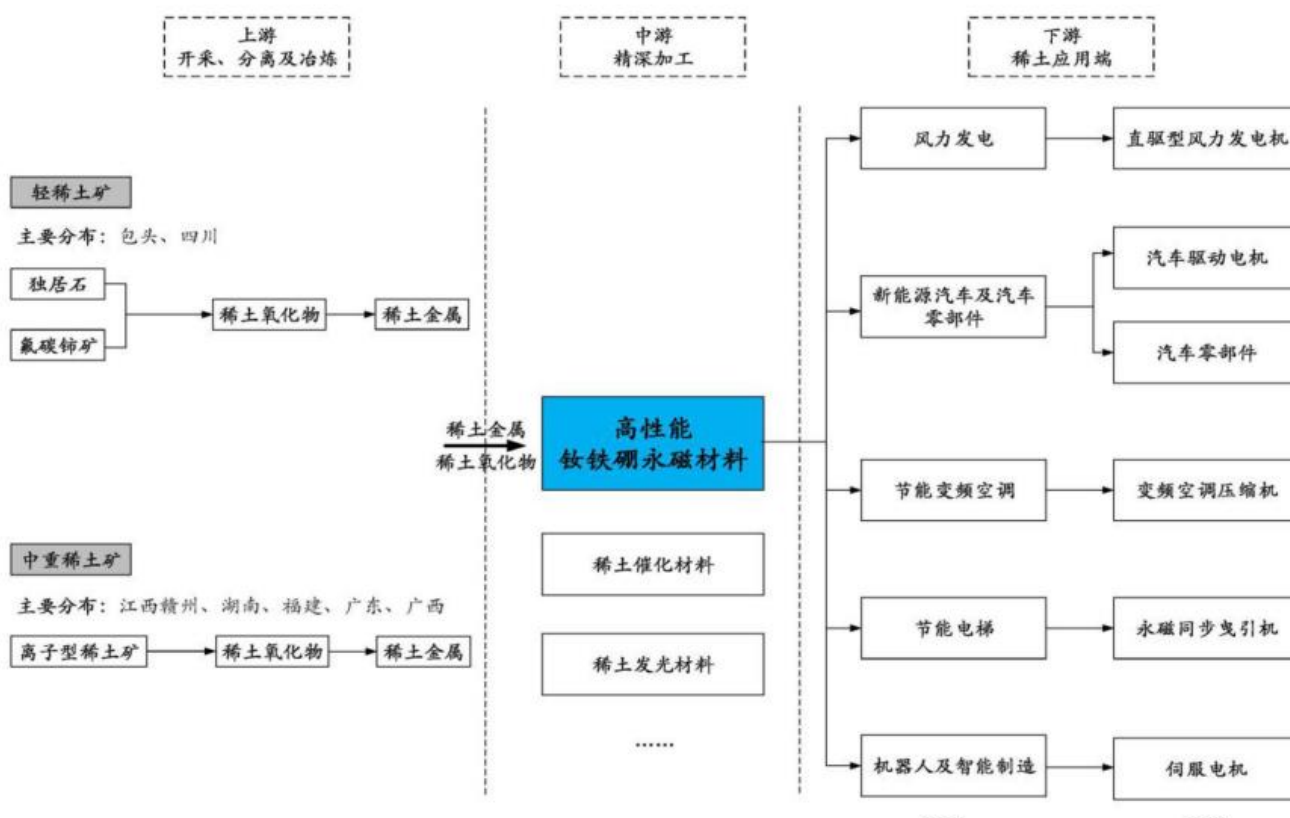 上游
开采、分离及冶炼
中游
精深加工
下游
稀土应用端
轻稀土矿
主要分布：包头、四川
独居石
氟碳铈矿
稀土氧化物
稀土金属
中重稀土矿
主要分布：江西赣州、湖南、福建、广东、广西
离子型稀土矿
稀土氧化物
稀土金属
稀土金属
稀土氧化物
高性能
钕铁硼永磁材料
稀土催化材料
稀土发光材料
……
风力发电
直驱型风力发电机
新能源汽车及汽车
零部件
汽车驱动电机
汽车零部件
节能变频空调
变频空调压缩机
节能电梯
永磁同步曳引机
机器人及智能制造
伺服电机